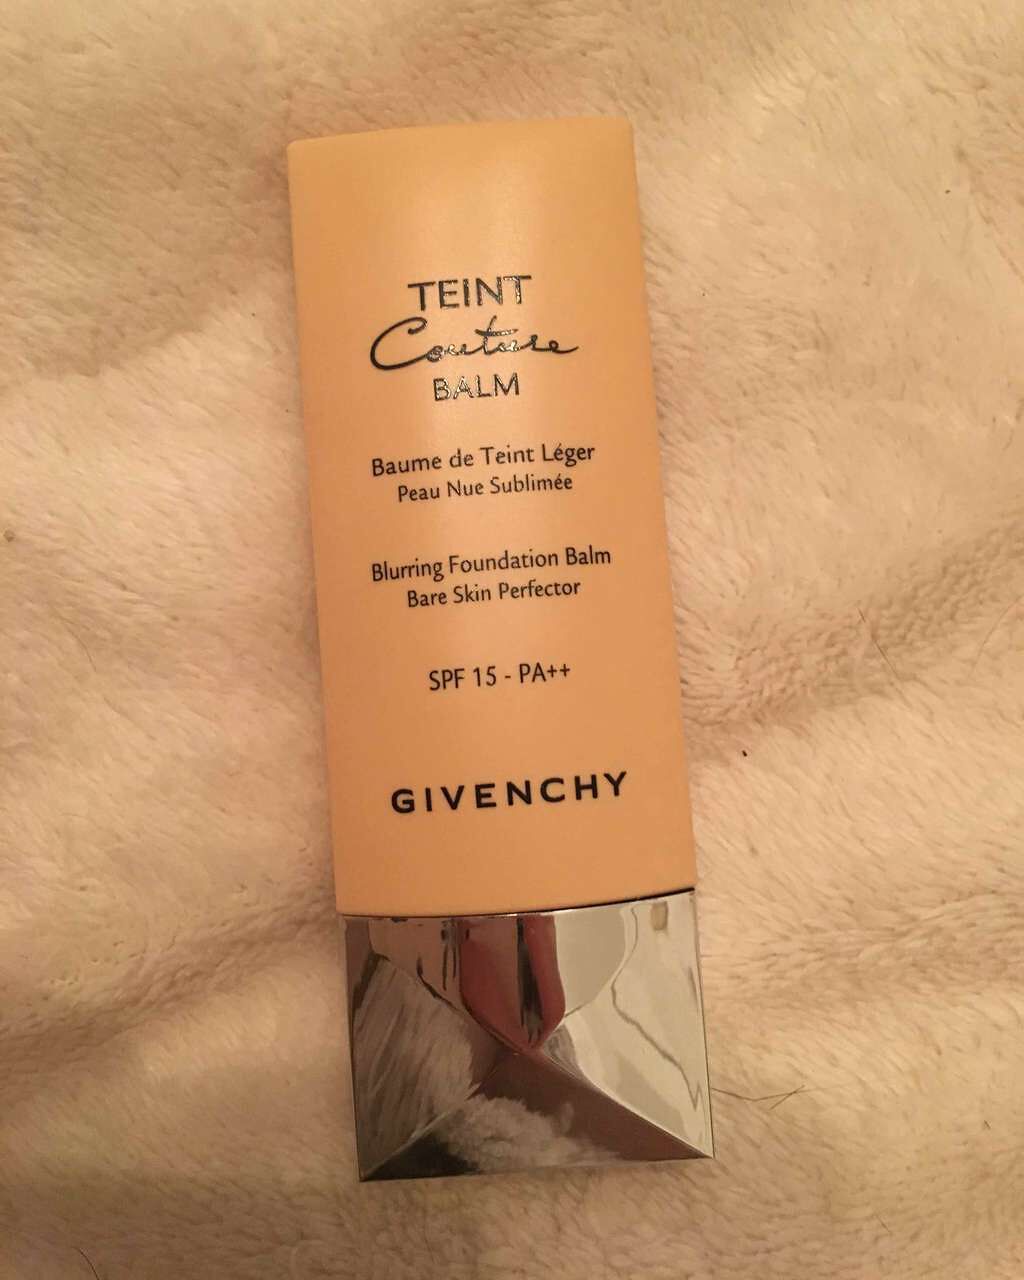 TEINT
Couture
BALM
Baume de Teint Léger
Peau Nue Sublimée
Blurring Foundation Balm
Bare Skin Perfector
SPF 15 - PA++
GIVENCHY